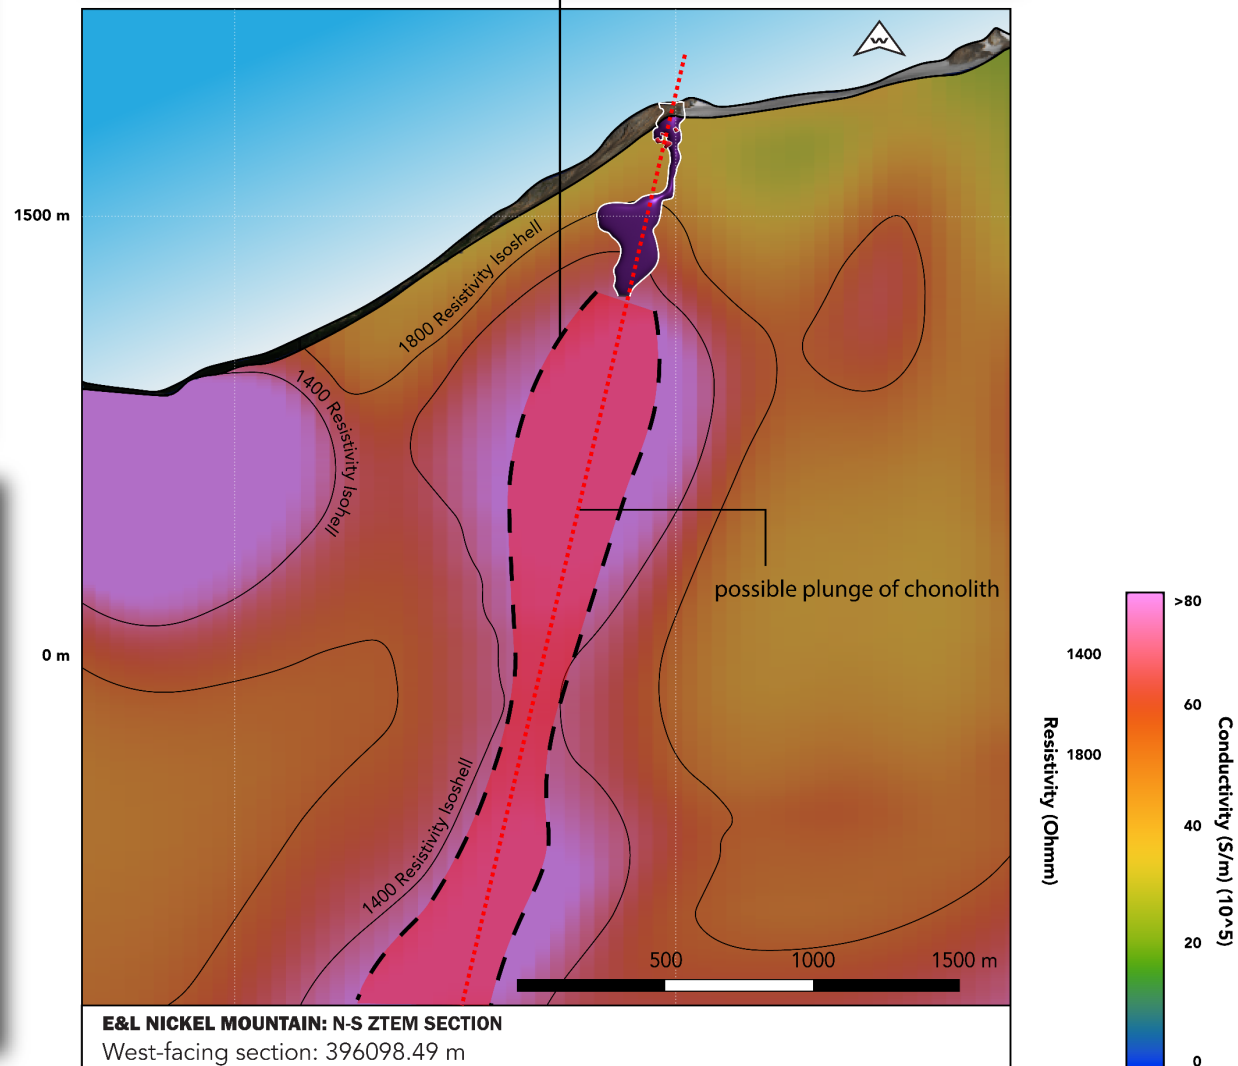 W
1500 m
1800 Resistivity Isoshell
1400 Resistivity Isohell
possible plunge of chonolith
0 m
1400 Resistivity Isoshell
500 1000 1500 m
>80
1400
60
1800
40
20
0
Resistivity (Ohmm)
Conductivity (S/m) (10^5)
E&L NICKEL MOUNTAIN: N-S ZTEM SECTION
West-facing section: 396098.49 m